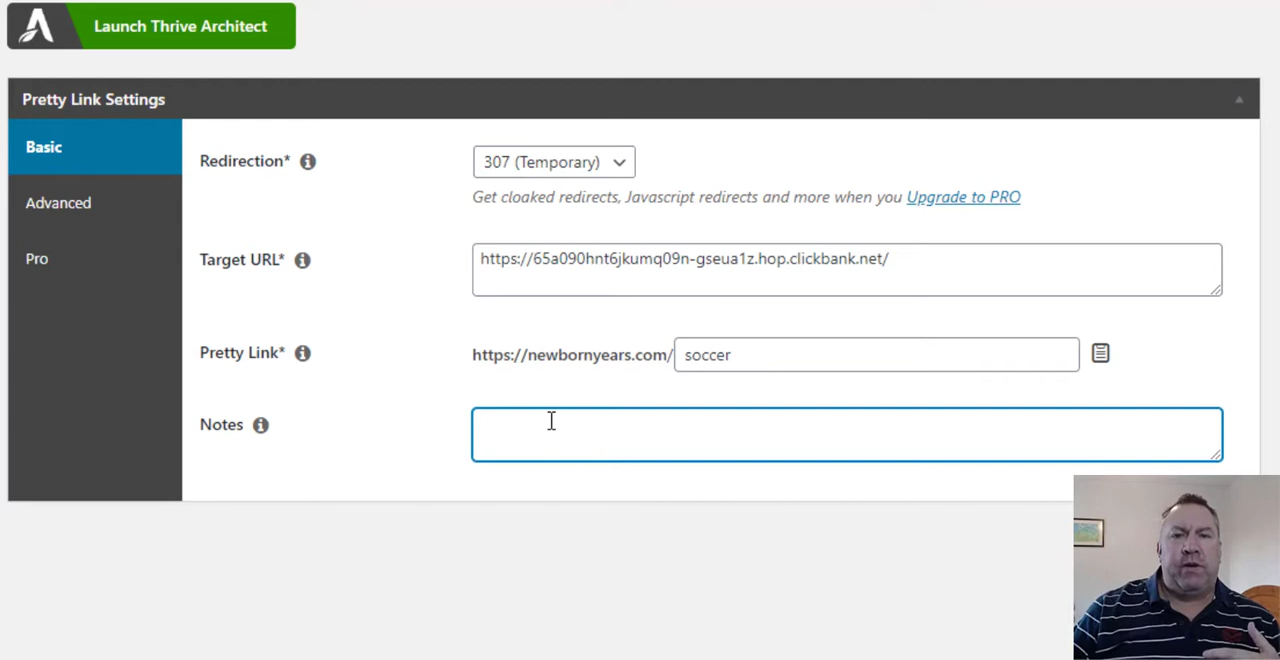 Launch Thrive Architect
Pretty Link Settings
Basic
Advanced
Pro
Redirection*
307 (Temporary)
Get cloaked redirects, Javascript redirects and more when you Upgrade to PRO
Target URL*
https://65a090hnt6jkumq09n-gseua1z.hop.clickbank.net/
Pretty Link*
https://newbornyears.com/ soccer
Notes